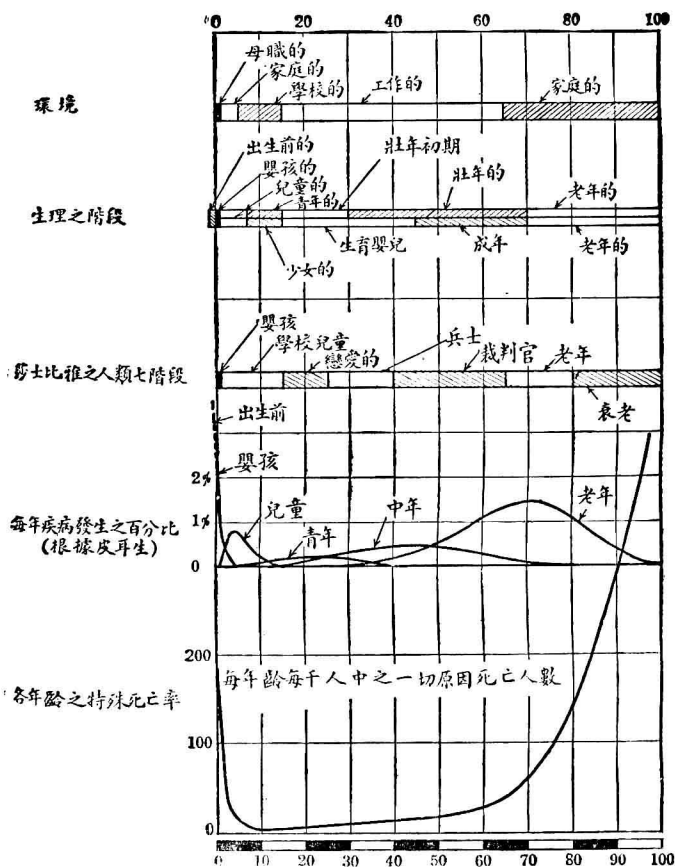 0 20 40 60 80 100
母職的
家庭的
學校的
工作的
家庭的
環境
出生前的
嬰孩的
兒童的
青年的
壯年初期
壯年的
老年的
生理之階段
少女的
生育嬰兒
成年
老年的
嬰孩
學校兒童
戀愛的
兵士
裁判官
老年
莎士比雅之人類七階段
衰老
出生前
嬰孩
2%
1%
0
兒童
青年
中年
老年
每年疾病發生之百分比
(根據皮耳生)
200
100
0
每年齡每千人中之一切原因死亡人數
各年齡之特殊死亡率
0 10 20 30 40 50 60 70 80 90 100